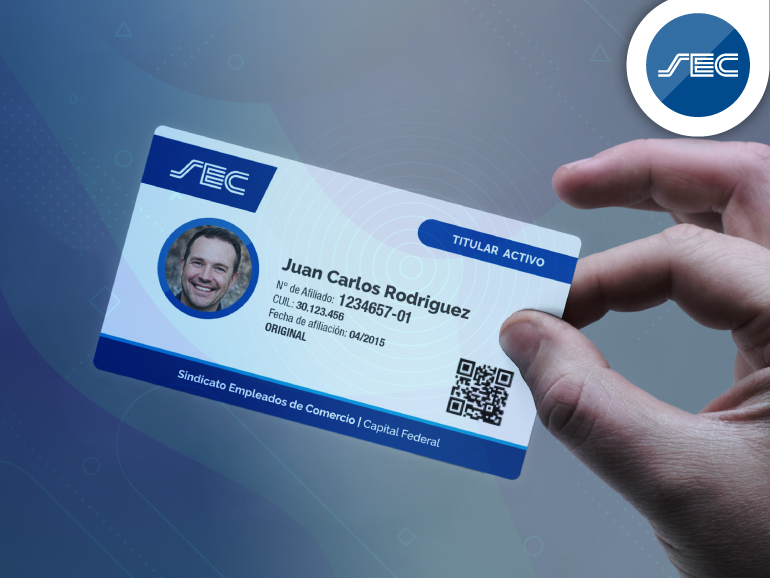 SEC
SEC
TITULAR ACTIVO
Juan Carlos Rodriguez
N° de Afiliado: 1234657-01
CUIL: 30.123.456
Fecha de afiliación: 04/2015
ORIGINAL
Sindicato Empleados de Comercio | Capital Federal